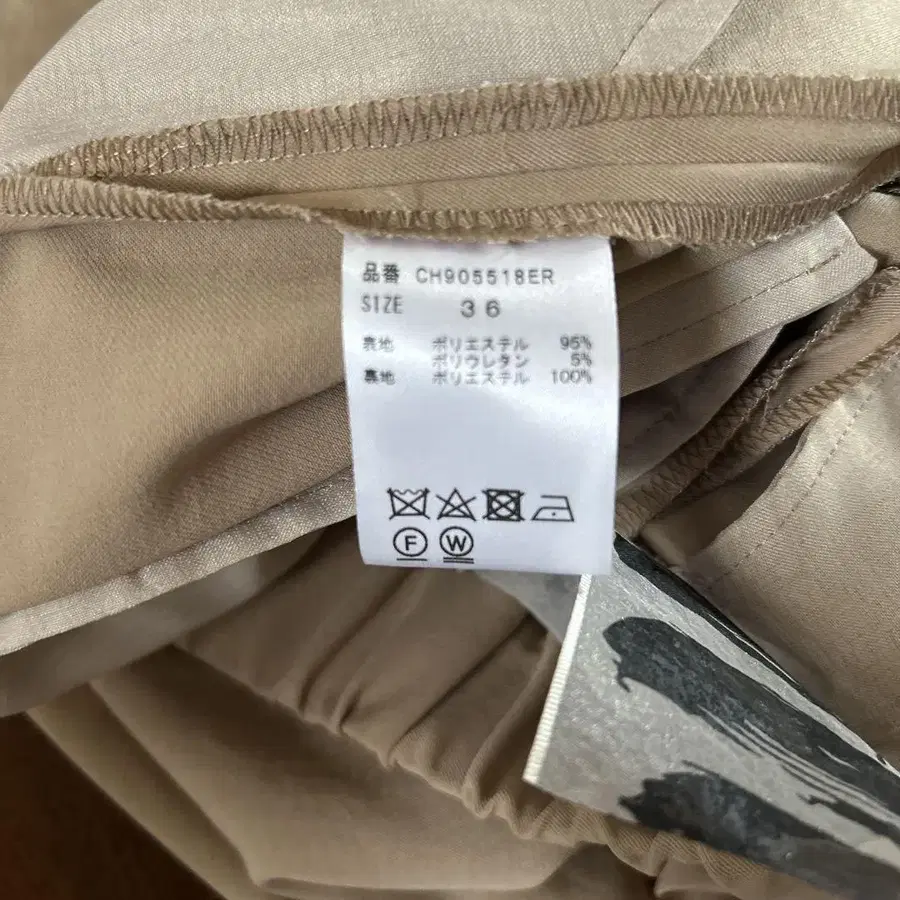 品番 CH905518ER
SIZE 36
表地 ポリエステル 95%
ポリウレタン 5%
裏地 ポリエステル 100%
F W